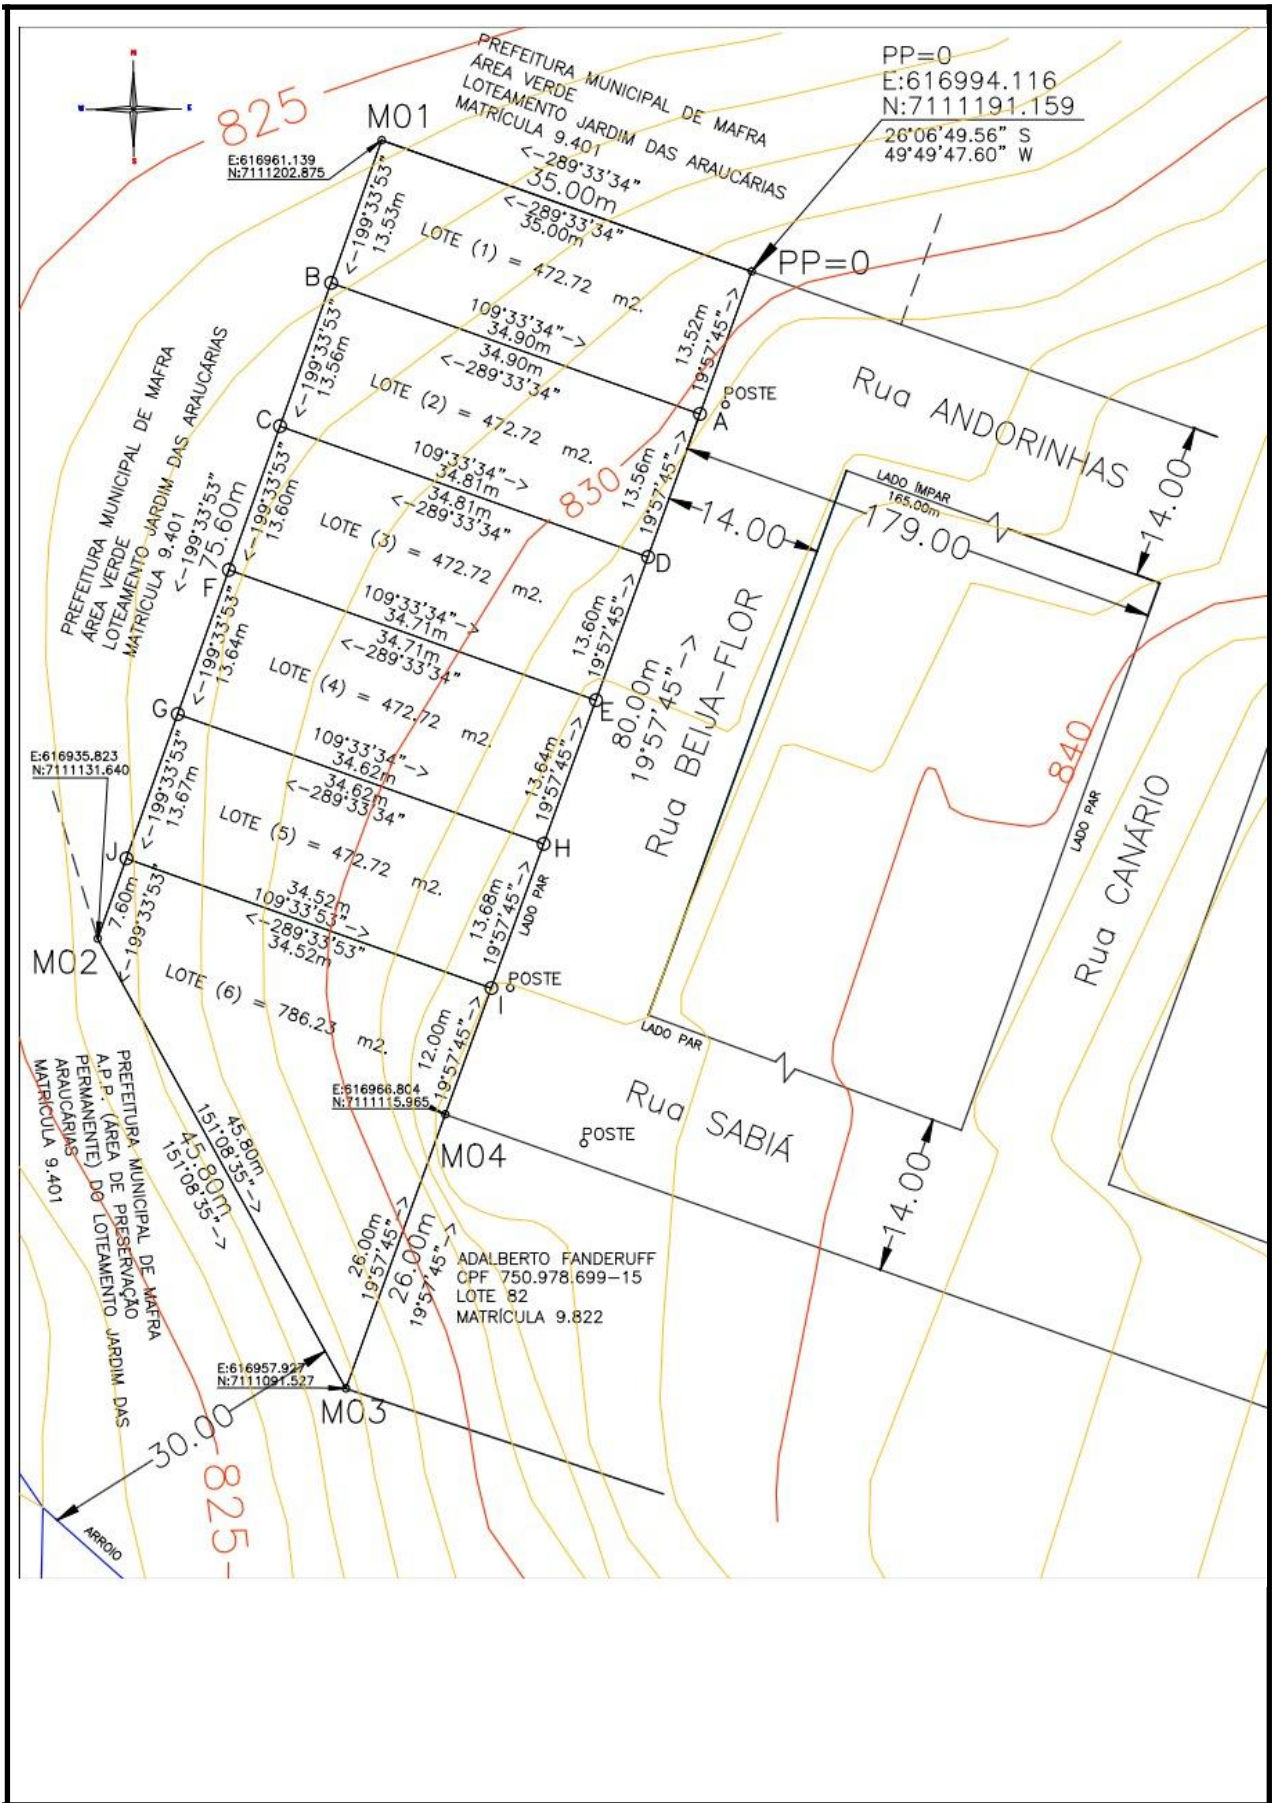 N
W
E
S
825
M01
E:616961.139
N:7111202.875
PREFEITURA MUNICIPAL DE MAFRA
ÁREA VERDE
LOTEAMENTO JARDIM DAS ARAUCÁRIAS
MATRÍCULA 9.401
<-289°33'34"
35.00m
<-289°33'34"
35.00m
PP=0
E:616994.116
N:7111191.159
26°06'49.56" S
49°49'47.60" W
PP=0
<-199°33'53"
13.53m
LOTE (1) = 472.72 m2.
13.52m
19°57'45"->
B
109°33'34"->
34.90m
34.90m
<-289°33'34"
POSTE
A
Rua ANDORINHAS
<-199°33'53"
13.56m
LOTE (2) = 472.72 m2.
13.56m
19°57'45"->
C
109°33'34"->
34.81m
34.81m
<-289°33'34"
830
D
14.00
LADO ÍMPAR
165.00m
179.00
14.00
PREFEITURA MUNICIPAL DE MAFRA
ÁREA VERDE
LOTEAMENTO JARDIM DAS ARAUCÁRIAS
MATRÍCULA 9.401
<-199°33'53"
75.60m
<-199°33'53"
13.60m
LOTE (3) = 472.72 m2.
13.60m
19°57'45"->
F
109°33'34"->
34.71m
34.71m
<-289°33'34"
E
80.00m
19°57'45"->
Rua BEIJA-FLOR
<-199°33'53"
13.64m
LOTE (4) = 472.72 m2.
13.64m
19°57'45"->
G
109°33'34"->
34.62m
34.62m
<-289°33'34"
H
840
LADO PAR
Rua CANÁRIO
E:616935.823
N:7111131.640
<-199°33'53"
13.67m
LOTE (5) = 472.72 m2.
13.68m
19°57'45"->
LADO PAR
J
34.52m
109°33'53"->
<-289°33'53"
34.52m
POSTE
I
7.60m
<-199°33'53"
M02
LOTE (6) = 786.23 m2.
12.00m
19°57'45"->
LADO PAR
E:616966.804
N:7111115.965
M04
Rua SABIÁ
POSTE
14.00
PREFEITURA MUNICIPAL DE MAFRA
A.P.P. (ÁREA DE PRESERVAÇÃO
PERMANENTE) DO LOTEAMENTO JARDIM DAS
ARAUCÁRIAS
MATRÍCULA 9.401
45.80m
151°08'35"->
45.80m
151°08'35"->
26.00m
19°57'45"->
26.00m
19°57'45"->
ADALBERTO FANDERUFF
CPF 750.978.699-15
LOTE 82
MATRÍCULA 9.822
E:616957.927
N:7111091.527
M03
30.00
825
ARROIO